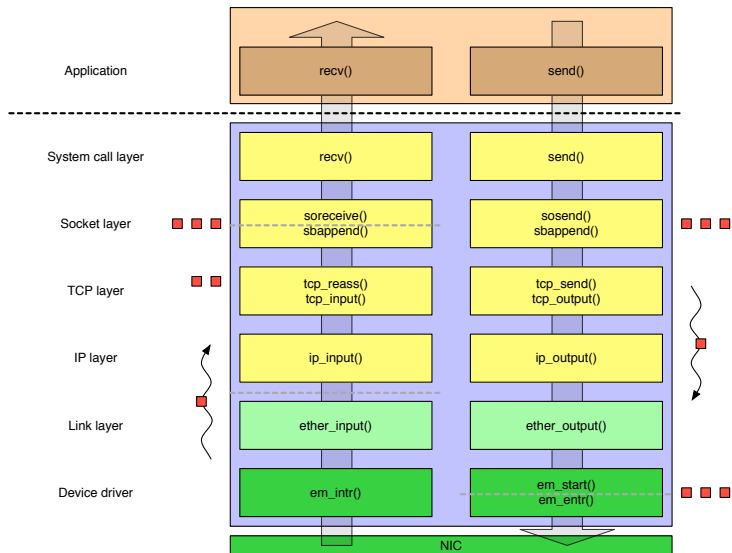 Application
recv()
send()
System call layer
recv()
send()
Socket layer
soreceive()
sbappend()
sosend()
sbappend()
TCP layer
tcp_reass()
tcp_input()
tcp_send()
tcp_output()
IP layer
ip_input()
ip_output()
Link layer
ether_input()
ether_output()
Device driver
em_intr()
em_start()
em_entr()
NIC